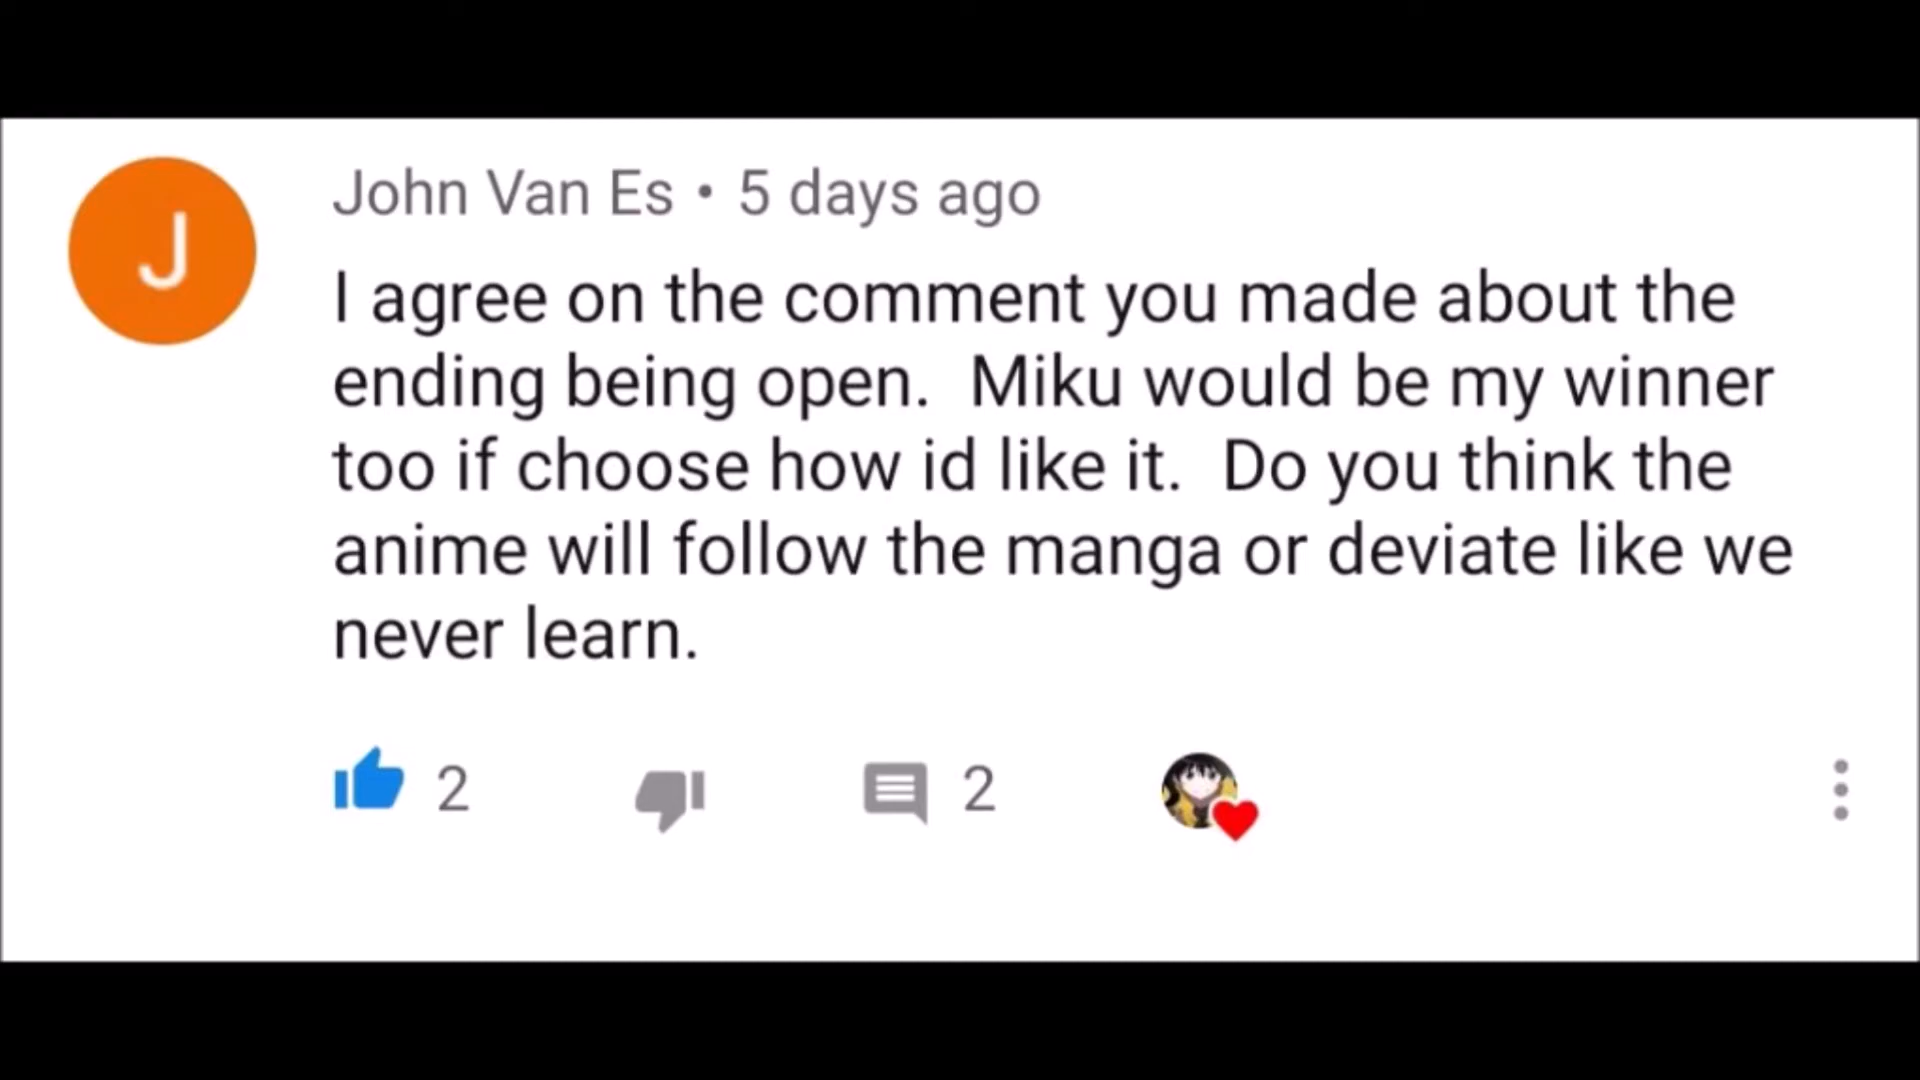 J
John Van Es • 5 days ago
I agree on the comment you made about the
ending being open.  Miku would be my winner
too if choose how id like it.  Do you think the
anime will follow the manga or deviate like we
never learn.
2
2